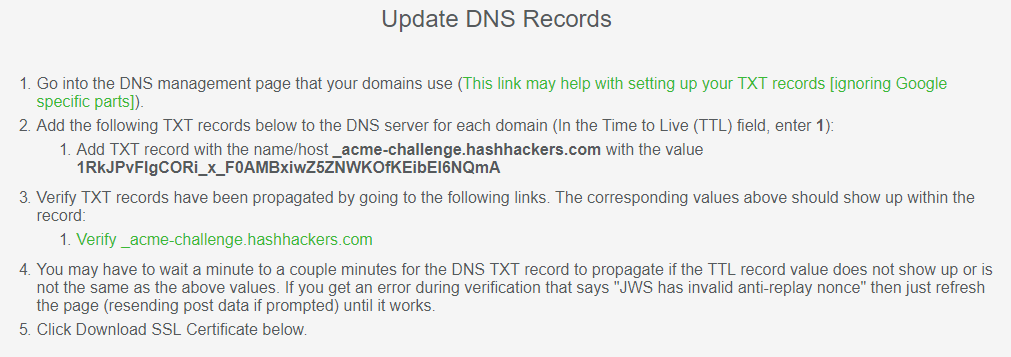 Update DNS Records
1. Go into the DNS management page that your domains use (This link may help with setting up your TXT records [ignoring Google
specific parts]).
2. Add the following TXT records below to the DNS server for each domain (In the Time to Live (TTL) field, enter 1):
1. Add TXT record with the name/host _acme-challenge.hashhackers.com with the value
1RkJPvFIgCORi_x_F0AMBxiwZ5ZNWKOfKEibEI6NQmA
3. Verify TXT records have been propagated by going to the following links. The corresponding values above should show up within the
record:
1. Verify _acme-challenge.hashhackers.com
4. You may have to wait a minute to a couple minutes for the DNS TXT record to propagate if the TTL record value does not show up or is
not the same as the above values. If you get an error during verification that says "JWS has invalid anti-replay nonce" then just refresh
the page (resending post data if prompted) until it works.
5. Click Download SSL Certificate below.